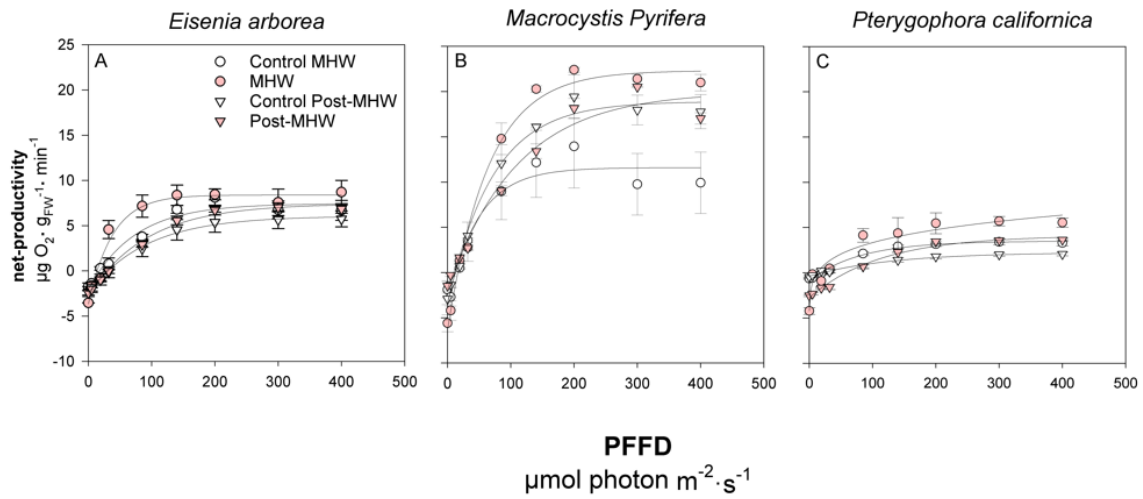 Eisenia arborea
Macrocystis Pyrifera
Pterygophora californica
net-productivity
µg O₂· gFW⁻¹· min⁻¹
25
20
15
10
5
0
-5
-10
A
Control MHW
MHW
Control Post-MHW
Post-MHW
B
C
0 100 200 300 400 500
0 100 200 300 400 500
0 100 200 300 400 500
PFFD
µmol photon m⁻²·s⁻¹